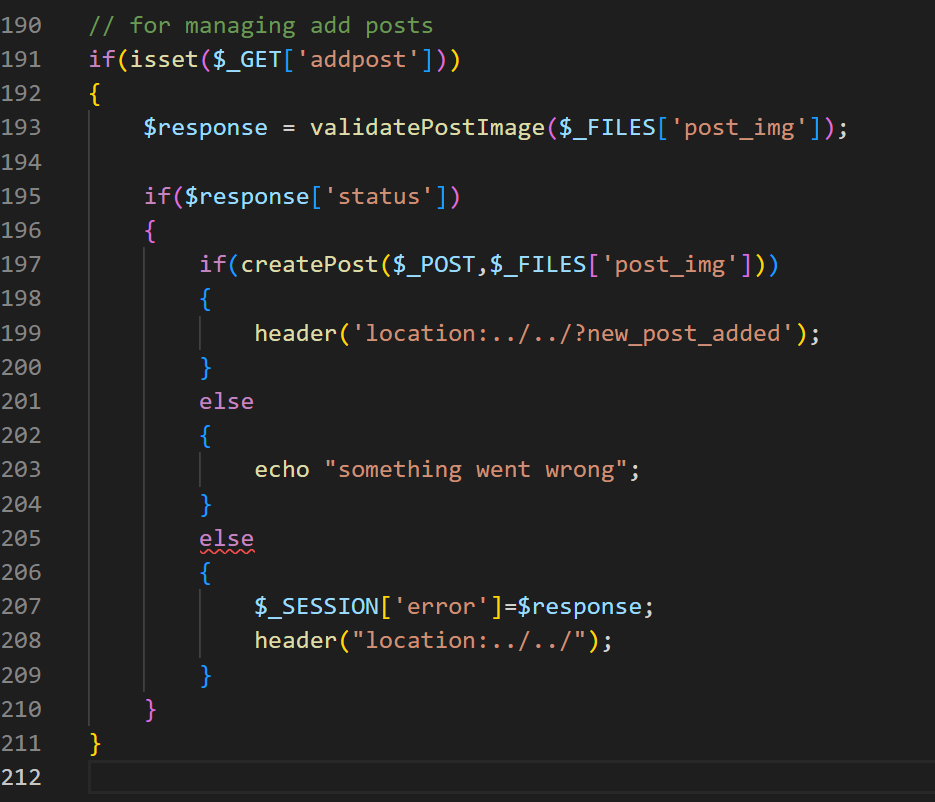 190 // for managing add posts
191 if(isset($_GET['addpost']))
192 {
193     $response = validatePostImage($_FILES['post_img']);
194
195     if($response['status'])
196     {
197         if(createPost($_POST,$_FILES['post_img']))
198         {
199             header('location:../../?new_post_added');
200         }
201         else
202         {
203             echo "something went wrong";
204         }
205         else
206         {
207             $_SESSION['error']=$response;
208             header("location:../../");
209         }
210     }
211 }
212